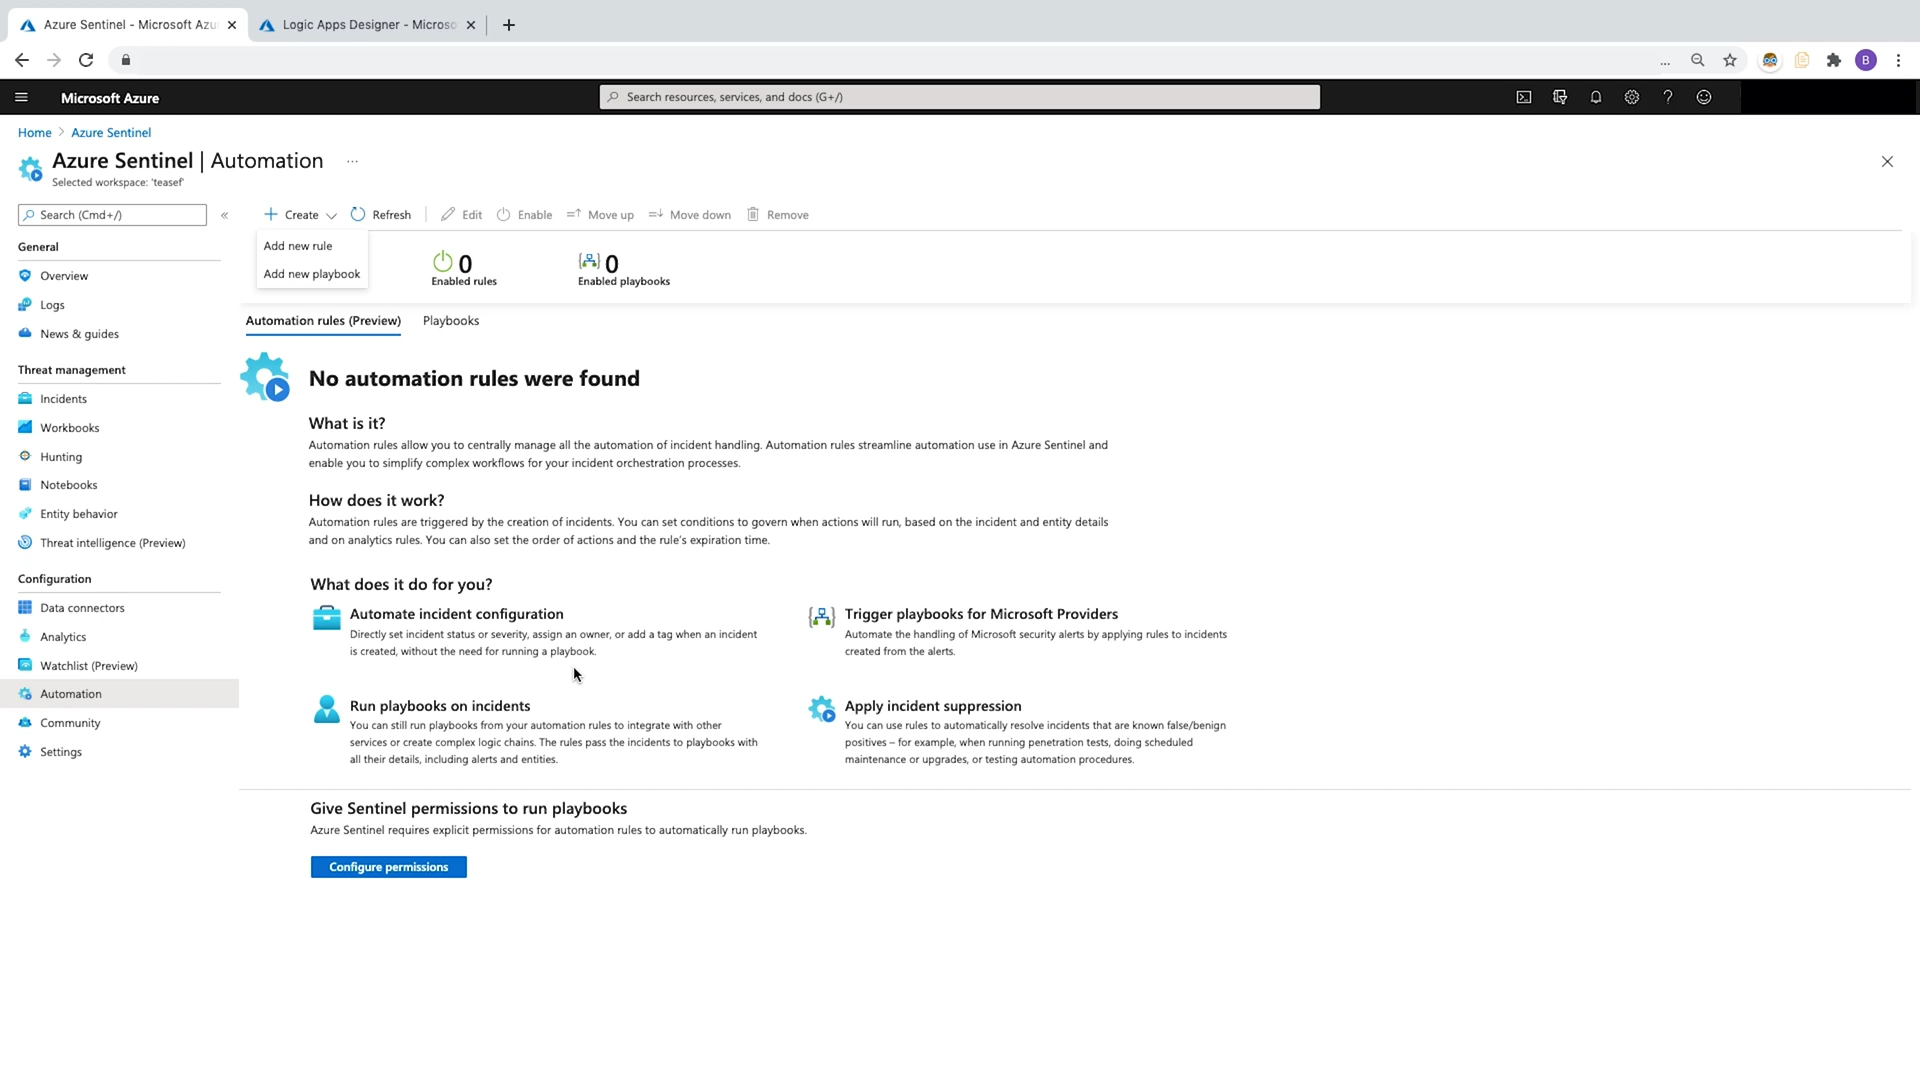 Azure Sentinel - Microsoft Azu
Logic Apps Designer - Microso
B
Microsoft Azure
Search resources, services, and docs (G+/)
Home > Azure Sentinel
Azure Sentinel | Automation ...
Selected workspace: 'teasef'
Search (Cmd+/)
«
Create
Refresh
Edit
Enable
Move up
Move down
Remove
Add new rule
Add new playbook
0
Enabled rules
0
Enabled playbooks
General
Overview
Logs
News & guides
Threat management
Incidents
Workbooks
Hunting
Notebooks
Entity behavior
Threat intelligence (Preview)
Configuration
Data connectors
Analytics
Watchlist (Preview)
Automation
Community
Settings
Automation rules (Preview)
Playbooks
No automation rules were found
What is it?
Automation rules allow you to centrally manage all the automation of incident handling. Automation rules streamline automation use in Azure Sentinel and
enable you to simplify complex workflows for your incident orchestration processes.
How does it work?
Automation rules are triggered by the creation of incidents. You can set conditions to govern when actions will run, based on the incident and entity details
and on analytics rules. You can also set the order of actions and the rule's expiration time.
What does it do for you?
Automate incident configuration
Directly set incident status or severity, assign an owner, or add a tag when an incident
is created, without the need for running a playbook.
Trigger playbooks for Microsoft Providers
Automate the handling of Microsoft security alerts by applying rules to incidents
created from the alerts.
Run playbooks on incidents
You can still run playbooks from your automation rules to integrate with other
services or create complex logic chains. The rules pass the incidents to playbooks with
all their details, including alerts and entities.
Apply incident suppression
You can use rules to automatically resolve incidents that are known false/benign
positives – for example, when running penetration tests, doing scheduled
maintenance or upgrades, or testing automation procedures.
Give Sentinel permissions to run playbooks
Azure Sentinel requires explicit permissions for automation rules to automatically run playbooks.
Configure permissions